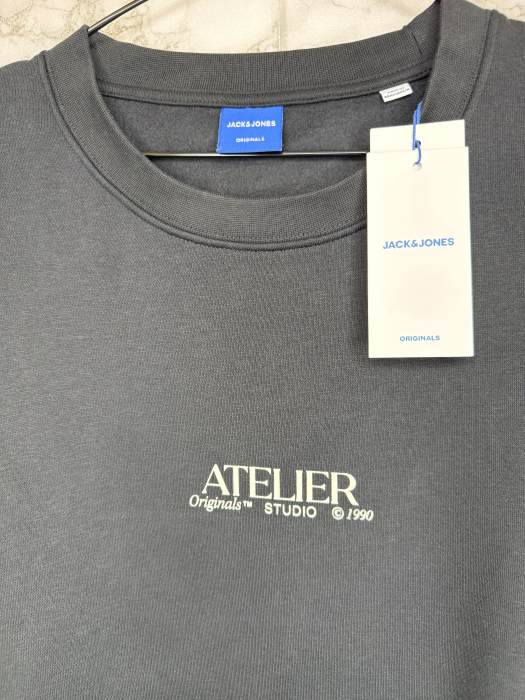 JACK&JONES
ORIGINALS
JACK&JONES
ORIGINALS
ATELIER
Originals™ STUDIO ©1990